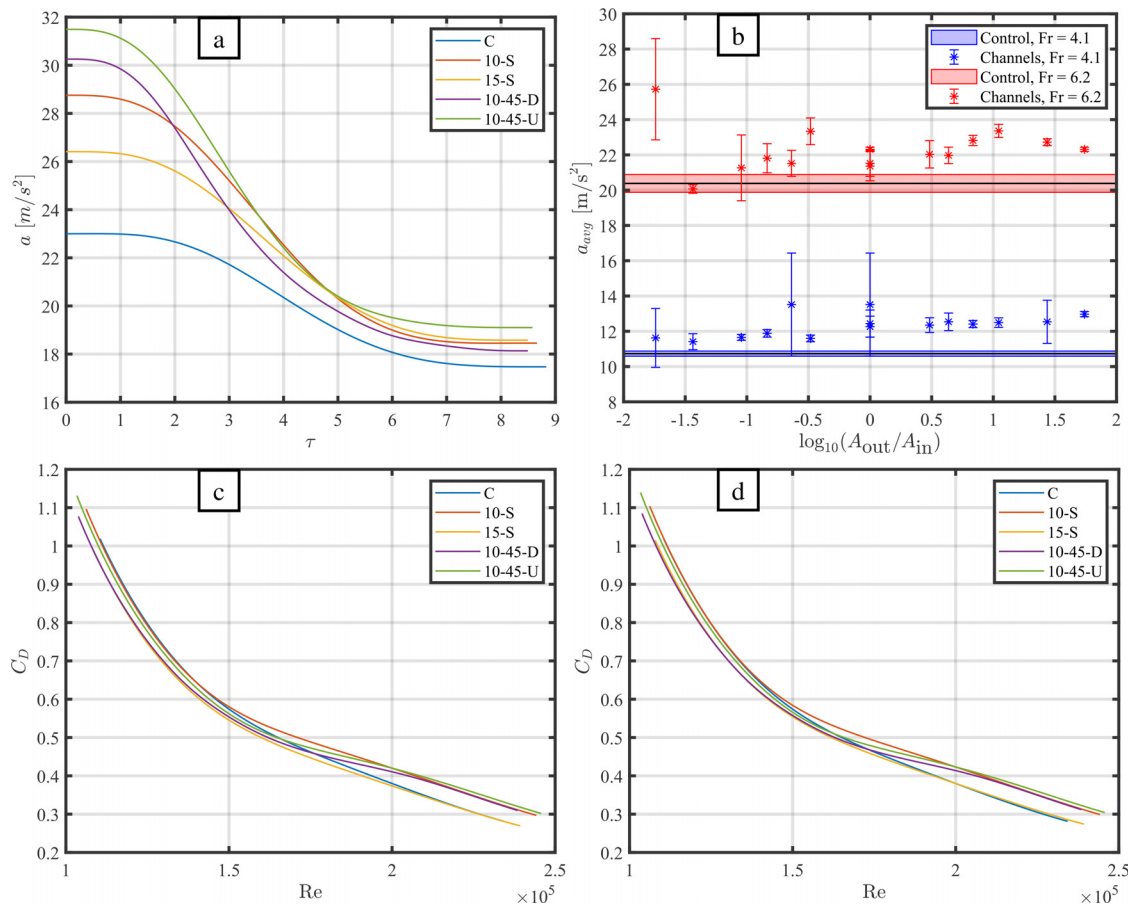 a
32
30
28
26
24
22
20
18
16
a [m/s²]
0 1 2 3 4 5 6 7 8 9
τ
C
10-S
15-S
10-45-D
10-45-U
b
30
28
26
24
22
20
18
16
14
12
10
8
a_avg [m/s²]
-2 -1.5 -1 -0.5 0 0.5 1 1.5 2
log₁₀(A_out/A_in)
Control, Fr = 4.1
Channels, Fr = 4.1
Control, Fr = 6.2
Channels, Fr = 6.2
c
1.2
1.1
1
0.9
0.8
0.7
0.6
0.5
0.4
0.3
0.2
C_D
1 1.5 2 2.5
Re
×10⁵
C
10-S
15-S
10-45-D
10-45-U
d
1.2
1.1
1
0.9
0.8
0.7
0.6
0.5
0.4
0.3
0.2
C_D
1 1.5 2 2.5
Re
×10⁵
C
10-S
15-S
10-45-D
10-45-U